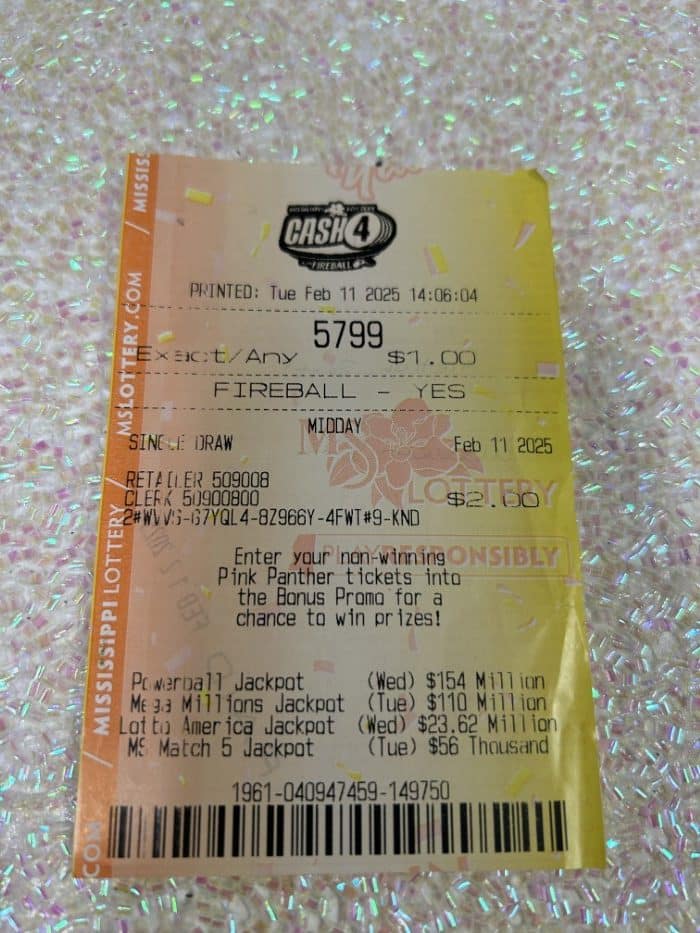 CASH 4
FIREBALL
PRINTED: Tue Feb 11 2025 14:06:04
5799
Exact/Any $1.00
FIREBALL - YES
MIDDAY
SINGLE DRAW Feb 11 2025
RETAILER 509008
CLERK 50900800 $2.00
2#WVVS-G7YQL4-8Z966Y-4FWT#9-KND
MS LOTTERY
PLAY RESPONSIBLY
Enter your non-winning
Pink Panther tickets into
the Bonus Promo for a
chance to win prizes!
Powerball Jackpot (Wed) $154 Million
Mega Millions Jackpot (Tue) $110 Million
Lotto America Jackpot (Wed) $23.62 Million
MS Match 5 Jackpot (Tue) $56 Thousand
1961-040947459-149750
COM / MISSISSIPPI LOTTERY / MSLOTTERY.COM / MISSIS